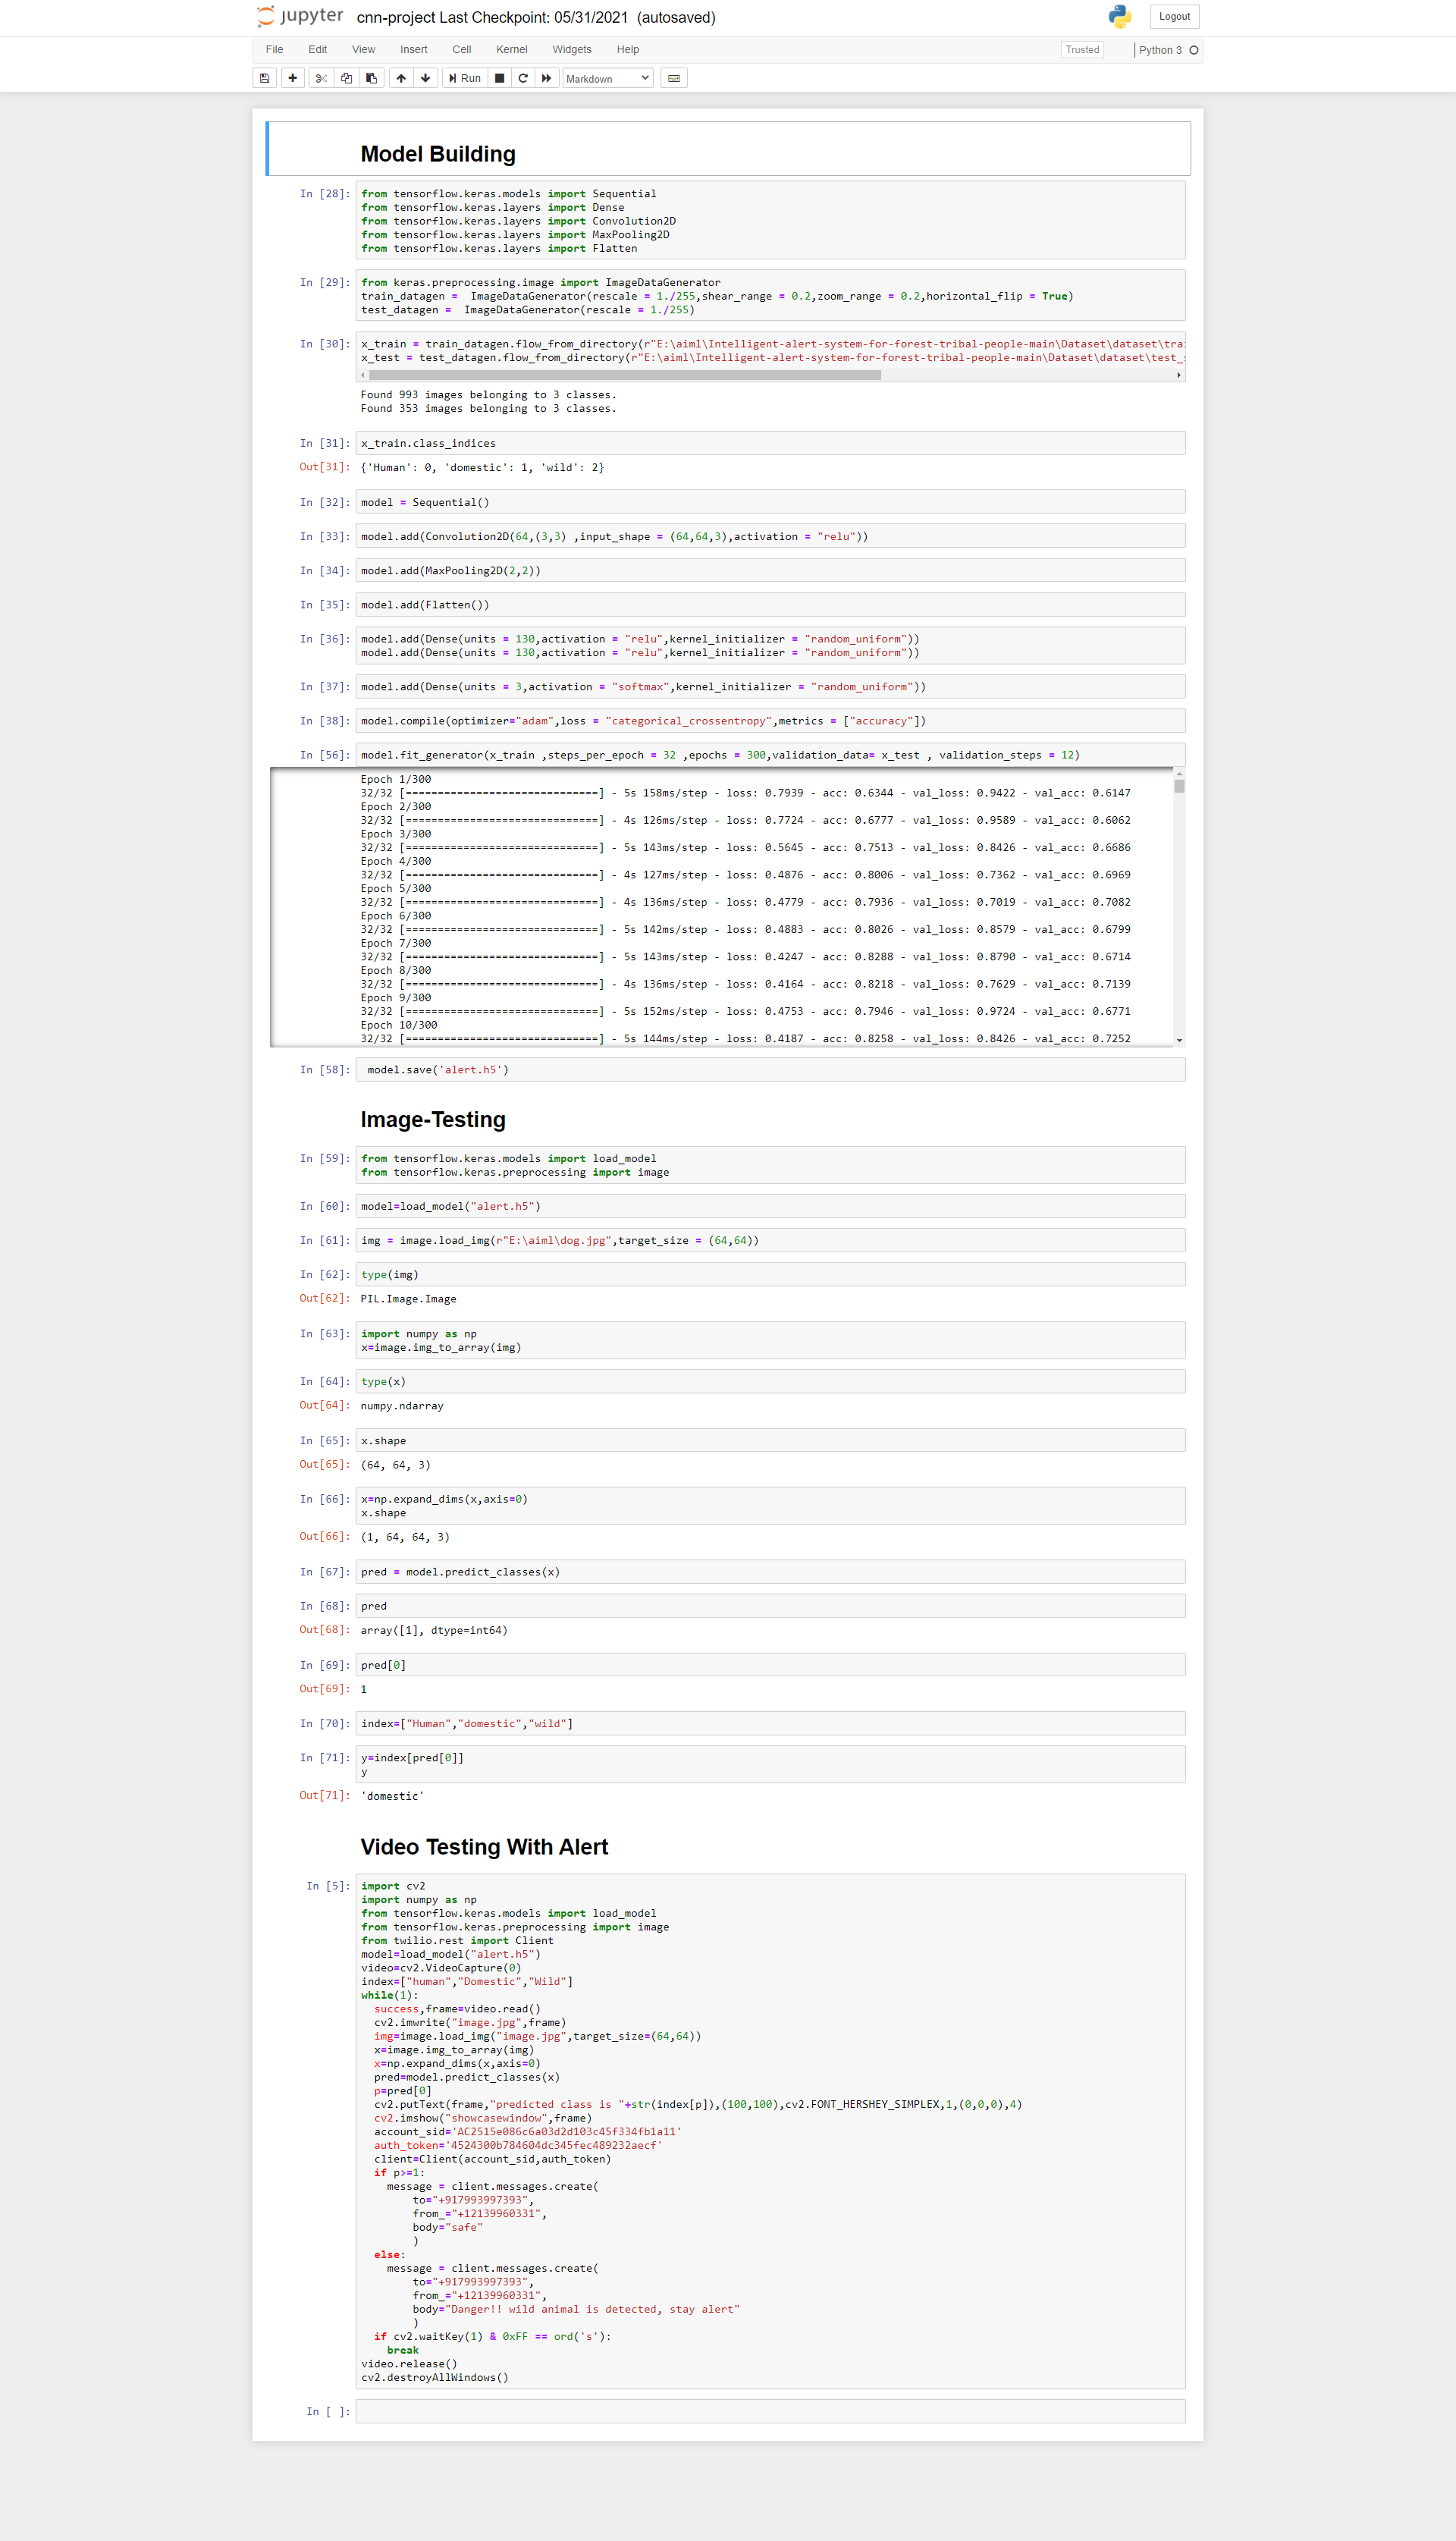 jupyter cnn-project Last Checkpoint: 05/31/2021 (autosaved) Logout
File Edit View Insert Cell Kernel Widgets Help Trusted Python 3
Run Markdown
Model Building
In [28]: from tensorflow.keras.models import Sequential
from tensorflow.keras.layers import Dense
from tensorflow.keras.layers import Convolution2D
from tensorflow.keras.layers import MaxPooling2D
from tensorflow.keras.layers import Flatten
In [29]: from keras.preprocessing.image import ImageDataGenerator
train_datagen =  ImageDataGenerator(rescale = 1./255,shear_range = 0.2,zoom_range = 0.2,horizontal_flip = True)
test_datagen =  ImageDataGenerator(rescale = 1./255)
In [30]: x_train = train_datagen.flow_from_directory(r"E:\aiml\Intelligent-alert-system-for-forest-tribal-people-main\Dataset\dataset\trai
x_test = test_datagen.flow_from_directory(r"E:\aiml\Intelligent-alert-system-for-forest-tribal-people-main\Dataset\dataset\test_s
Found 993 images belonging to 3 classes.
Found 353 images belonging to 3 classes.
In [31]: x_train.class_indices
Out[31]: {'Human': 0, 'domestic': 1, 'wild': 2}
In [32]: model = Sequential()
In [33]: model.add(Convolution2D(64,(3,3) ,input_shape = (64,64,3),activation = "relu"))
In [34]: model.add(MaxPooling2D(2,2))
In [35]: model.add(Flatten())
In [36]: model.add(Dense(units = 130,activation = "relu",kernel_initializer = "random_uniform"))
model.add(Dense(units = 130,activation = "relu",kernel_initializer = "random_uniform"))
In [37]: model.add(Dense(units = 3,activation = "softmax",kernel_initializer = "random_uniform"))
In [38]: model.compile(optimizer="adam",loss = "categorical_crossentropy",metrics = ["accuracy"])
In [56]: model.fit_generator(x_train ,steps_per_epoch = 32 ,epochs = 300,validation_data= x_test , validation_steps = 12)
Epoch 1/300
32/32 [==============================] - 5s 158ms/step - loss: 0.7939 - acc: 0.6344 - val_loss: 0.9422 - val_acc: 0.6147
Epoch 2/300
32/32 [==============================] - 4s 126ms/step - loss: 0.7724 - acc: 0.6777 - val_loss: 0.9589 - val_acc: 0.6062
Epoch 3/300
32/32 [==============================] - 5s 143ms/step - loss: 0.5645 - acc: 0.7513 - val_loss: 0.8426 - val_acc: 0.6686
Epoch 4/300
32/32 [==============================] - 4s 127ms/step - loss: 0.4876 - acc: 0.8006 - val_loss: 0.7362 - val_acc: 0.6969
Epoch 5/300
32/32 [==============================] - 4s 136ms/step - loss: 0.4779 - acc: 0.7936 - val_loss: 0.7019 - val_acc: 0.7082
Epoch 6/300
32/32 [==============================] - 5s 142ms/step - loss: 0.4883 - acc: 0.8026 - val_loss: 0.8579 - val_acc: 0.6799
Epoch 7/300
32/32 [==============================] - 5s 143ms/step - loss: 0.4247 - acc: 0.8288 - val_loss: 0.8790 - val_acc: 0.6714
Epoch 8/300
32/32 [==============================] - 4s 136ms/step - loss: 0.4164 - acc: 0.8218 - val_loss: 0.7629 - val_acc: 0.7139
Epoch 9/300
32/32 [==============================] - 5s 152ms/step - loss: 0.4753 - acc: 0.7946 - val_loss: 0.9724 - val_acc: 0.6771
Epoch 10/300
32/32 [==============================] - 5s 144ms/step - loss: 0.4187 - acc: 0.8258 - val_loss: 0.8426 - val_acc: 0.7252
In [58]: model.save('alert.h5')
Image-Testing
In [59]: from tensorflow.keras.models import load_model
from tensorflow.keras.preprocessing import image
In [60]: model=load_model("alert.h5")
In [61]: img = image.load_img(r"E:\aiml\dog.jpg",target_size = (64,64))
In [62]: type(img)
Out[62]: PIL.Image.Image
In [63]: import numpy as np
x=image.img_to_array(img)
In [64]: type(x)
Out[64]: numpy.ndarray
In [65]: x.shape
Out[65]: (64, 64, 3)
In [66]: x=np.expand_dims(x,axis=0)
x.shape
Out[66]: (1, 64, 64, 3)
In [67]: pred = model.predict_classes(x)
In [68]: pred
Out[68]: array([1], dtype=int64)
In [69]: pred[0]
Out[69]: 1
In [70]: index=["Human","domestic","wild"]
In [71]: y=index[pred[0]]
y
Out[71]: 'domestic'
Video Testing With Alert
In [5]: import cv2
import numpy as np
from tensorflow.keras.models import load_model
from tensorflow.keras.preprocessing import image
from twilio.rest import Client
model=load_model("alert.h5")
video=cv2.VideoCapture(0)
index=["human","Domestic","Wild"]
while(1):
  success,frame=video.read()
  cv2.imwrite("image.jpg",frame)
  img=image.load_img("image.jpg",target_size=(64,64))
  x=image.img_to_array(img)
  x=np.expand_dims(x,axis=0)
  pred=model.predict_classes(x)
  p=pred[0]
  cv2.putText(frame,"predicted class is "+str(index[p]),(100,100),cv2.FONT_HERSHEY_SIMPLEX,1,(0,0,0),4)
  cv2.imshow("showcasewindow",frame)
  account_sid='AC2515e086c6a03d2d103c45f334fb1a11'
  auth_token='4524300b784604dc345fec489232aecf'
  client=Client(account_sid,auth_token)
  if p>=1:
    message = client.messages.create(
        to="+917993997393",
        from_="+12139960331",
        body="safe"
        )
  else:
    message = client.messages.create(
        to="+917993997393",
        from_="+12139960331",
        body="Danger!! wild animal is detected, stay alert"
        )
  if cv2.waitKey(1) & 0xFF == ord('s'):
    break
video.release()
cv2.destroyAllWindows()
In [ ]: